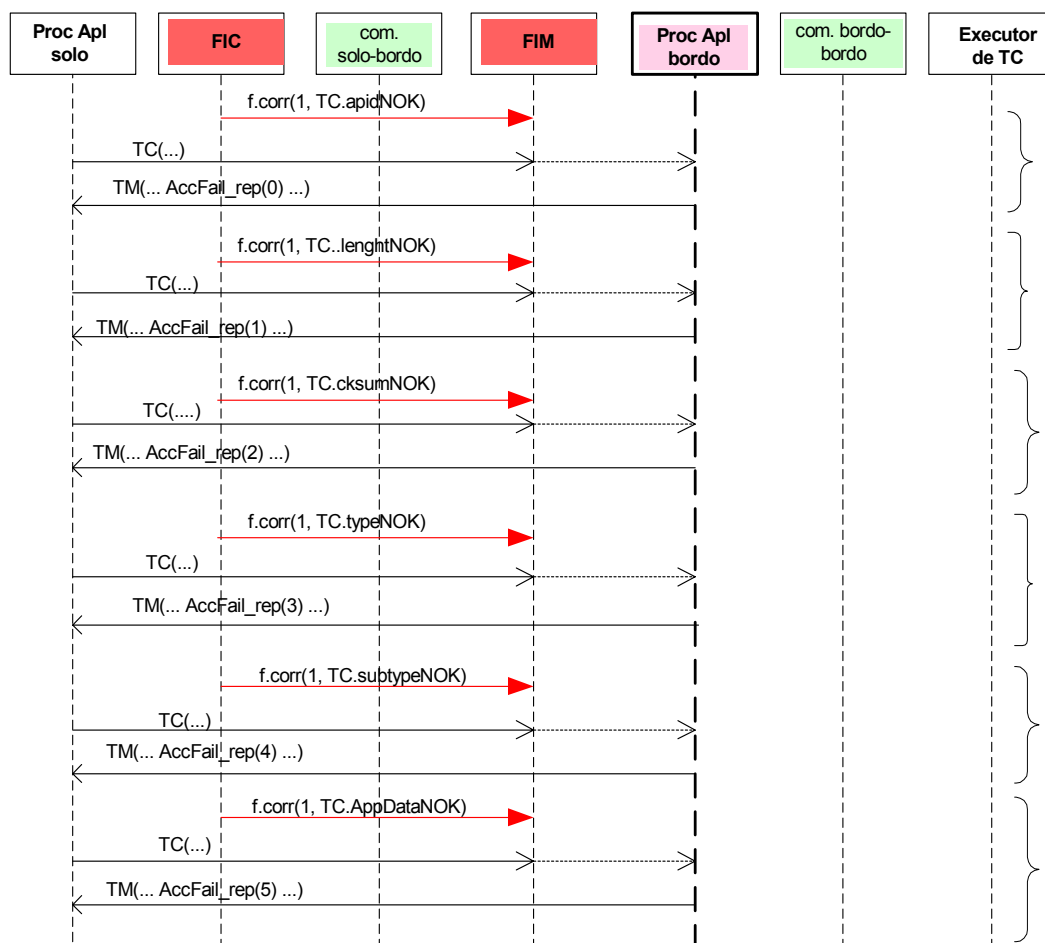 Proc Apl
solo
FIC
com.
solo-bordo
FIM
Proc Apl
bordo
com. bordo-
bordo
Executor
de TC
f.corr(1, TC.apidNOK)
TC(...)
TM(... AccFail_rep(0) ...)
f.corr(1, TC..lenghtNOK)
TC(...)
TM(... AccFail_rep(1) ...)
f.corr(1, TC.cksumNOK)
TC(....)
TM(... AccFail_rep(2) ...)
f.corr(1, TC.typeNOK)
TC(...)
TM(... AccFail_rep(3) ...)
f.corr(1, TC.subtypeNOK)
TC(...)
TM(... AccFail_rep(4) ...)
f.corr(1, TC.AppDataNOK)
TC(...)
TM(... AccFail_rep(5) ...)